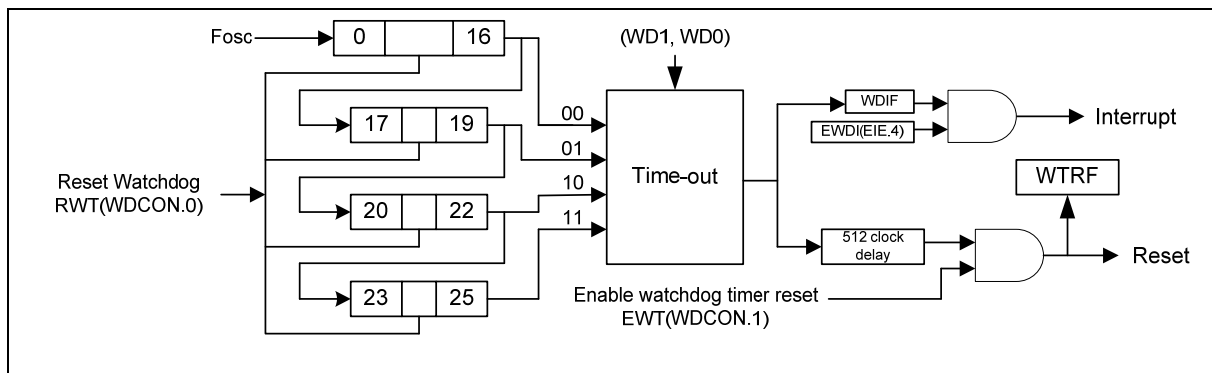 Fosc
0
16
(WD1, WD0)
17
19
20
22
23
25
00
01
10
11
Reset Watchdog
RWT(WDCON.0)
Time-out
WDIF
EWDI(EIE.4)
Interrupt
WTRF
512 clock
delay
Reset
Enable watchdog timer reset
EWT(WDCON.1)